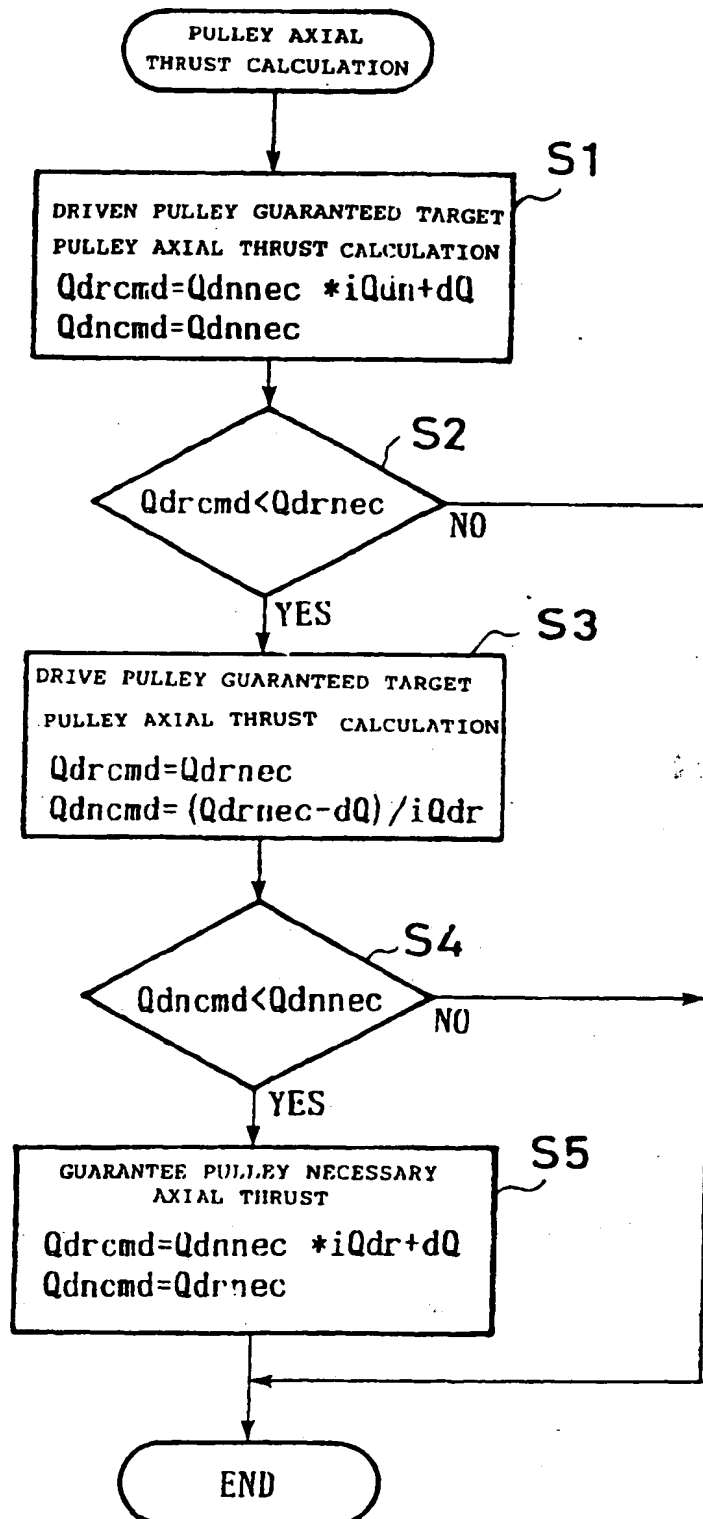 PULLEY AXIAL
THRUST CALCULATION
S1
DRIVEN PULLEY GUARANTEED TARGET
PULLEY AXIAL THRUST CALCULATION
Qdrcmd=Qdnnec *iQdn+dQ
Qdncmd=Qdnnec
S2
Qdrcmd<Qdrnec
NO
YES
S3
DRIVE PULLEY GUARANTEED TARGET
PULLEY AXIAL THRUST CALCULATION
Qdrcmd=Qdrnec
Qdncmd=(Qdrnec-dQ)/iQdr
S4
Qdncmd<Qdnnec
NO
YES
S5
GUARANTEE PULLEY NECESSARY
AXIAL THRUST
Qdrcmd=Qdnnec *iQdr+dQ
Qdncmd=Qdrnec
END